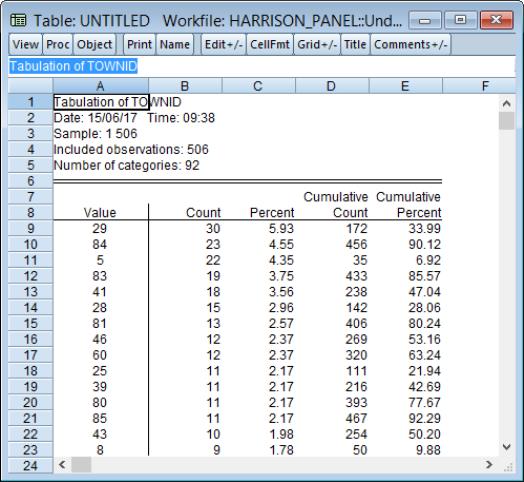 Table: UNTITLED Workfile: HARRISON_PANEL::Und...
View Proc Object Print Name Edit+/- CellFmt Grid+/- Title Comments+/-
Tabulation of TOWNID
A B C D E F
1 Tabulation of TOWNID
2 Date: 15/06/17 Time: 09:38
3 Sample: 1 506
4 Included observations: 506
5 Number of categories: 92
6
7 Cumulative Cumulative
8 Value Count Percent Count Percent
9 29 30 5.93 172 33.99
10 84 23 4.55 456 90.12
11 5 22 4.35 35 6.92
12 83 19 3.75 433 85.57
13 41 18 3.56 238 47.04
14 28 15 2.96 142 28.06
15 81 13 2.57 406 80.24
16 46 12 2.37 269 53.16
17 60 12 2.37 320 63.24
18 25 11 2.17 111 21.94
19 39 11 2.17 216 42.69
20 80 11 2.17 393 77.67
21 85 11 2.17 467 92.29
22 43 10 1.98 254 50.20
23 8 9 1.78 50 9.88
24